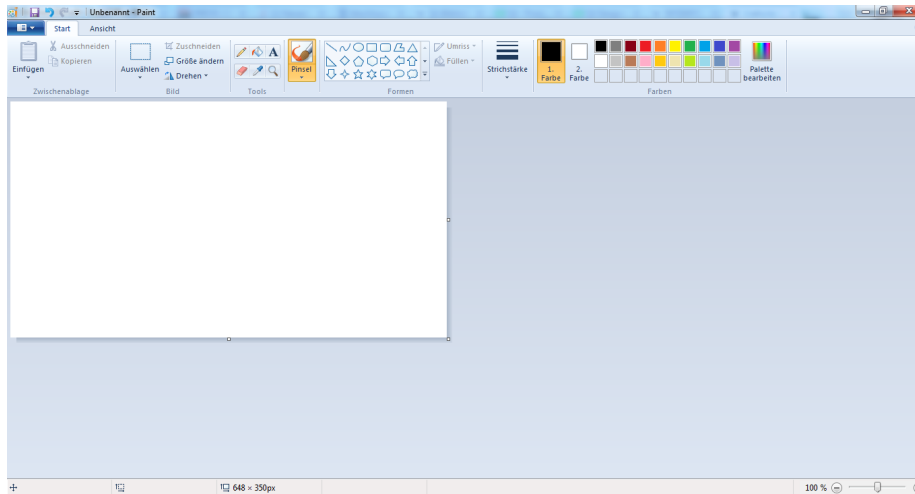 Unbenannt - Paint
Start Ansicht
Einfügen
Ausschneiden
Kopieren
Zwischenablage
Auswählen
Zuschneiden
Größe ändern
Drehen
Bild
A
Tools
Pinsel
Umriss
Füllen
Formen
Strichstärke
1.
Farbe
2.
Farbe
Palette
bearbeiten
Farben
648 × 350px
100 %